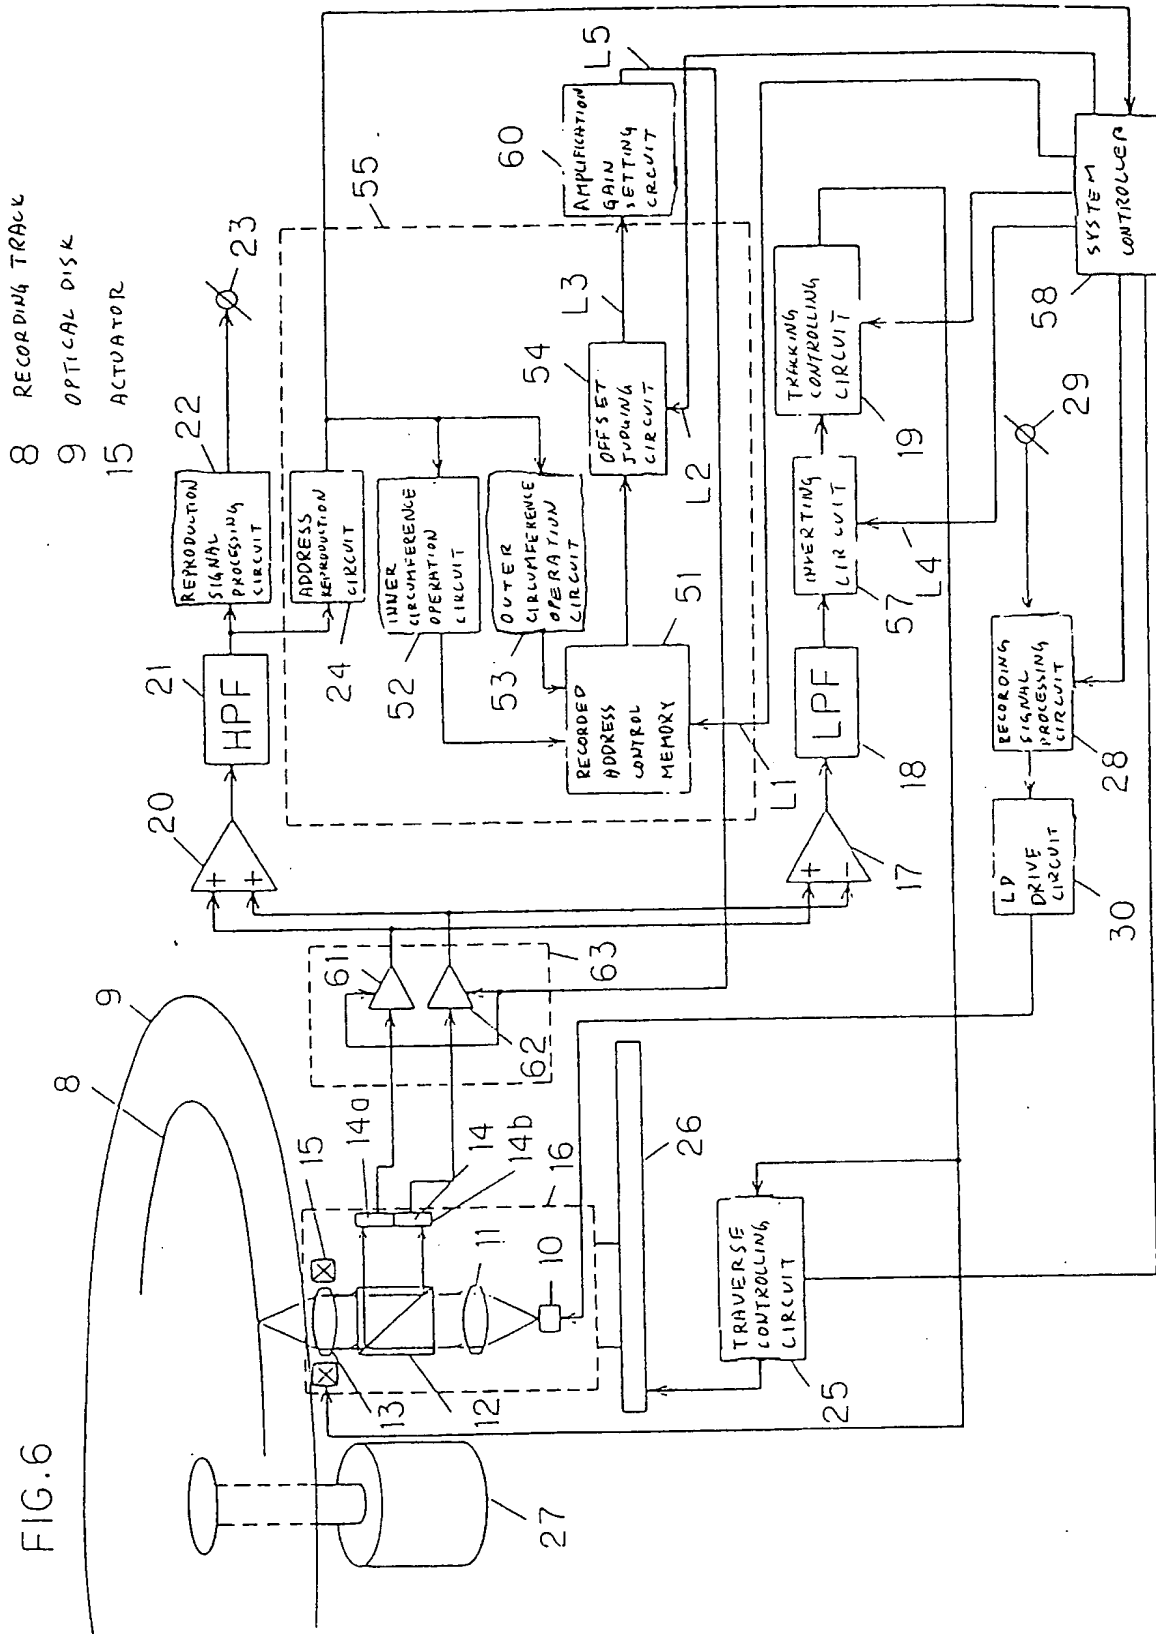 FIG.6
8 RECORDING TRACK
9 OPTICAL DISK
15 ACTUATOR
9
8
15
13
12
11
10
14a
14
14b
16
26
27
TRAVERSE
CONTROLLING
CIRCUIT
25
61
62
63
20
+
+
HPF
21
REPRODUCTION
SIGNAL
PROCESSING
CIRCUIT
22
23
ADDRESS
REPRODUCTION
CIRCUIT
24
INNER
CIRCUMFERENCE
OPERATION
CIRCUIT
52
OUTER
CIRCUMFERENCE
OPERATION
CIRCUIT
53
RECORDED
ADDRESS
CONTROL
MEMORY
51
OFFSET
JUDGING
CIRCUIT
54
55
L3
AMPLIFICATION
GAIN
SETTING
CIRCUIT
60
L5
L2
L1
+
−
17
LPF
18
INVERTING
CIRCUIT
57
L4
TRACKING
CONTROLLING
CIRCUIT
19
LD
DRIVE
CIRCUIT
30
RECORDING
SIGNAL
PROCESSING
CIRCUIT
28
29
SYSTEM
CONTROLLER
58